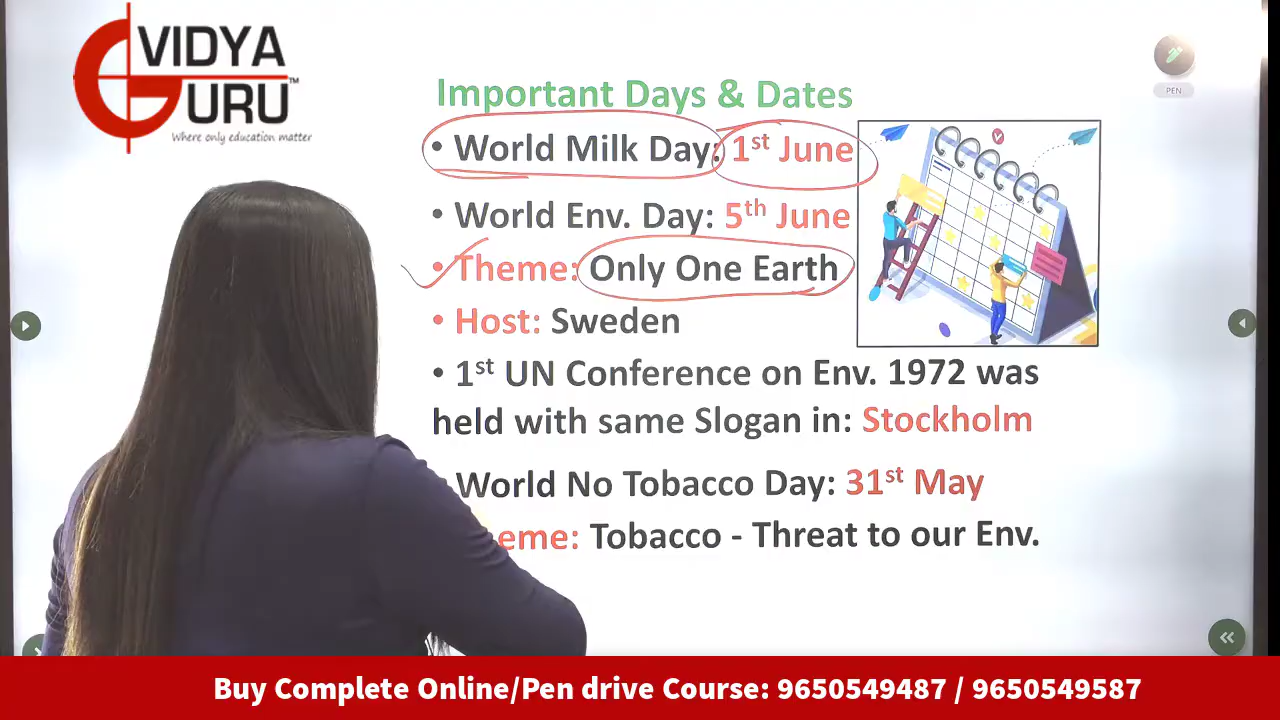 VIDYA
GURU™
Where only education matter
Important Days & Dates
• World Milk Day: 1st June
• World Env. Day: 5th June
• Theme: Only One Earth
• Host: Sweden
• 1st UN Conference on Env. 1972 was
held with same Slogan in: Stockholm
World No Tobacco Day: 31st May
eme: Tobacco - Threat to our Env.
PEN
Buy Complete Online/Pen drive Course: 9650549487 / 9650549587